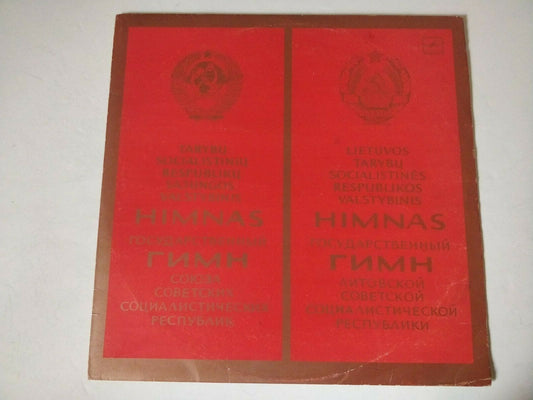 TARYBŲ
SOCIALISTINIŲ
RESPUBLIKŲ
SĄJUNGOS
VALSTYBINIS
HIMNAS
ГОСУДАРСТВЕННЫЙ
ГИМН
СОЮЗА
СОВЕТСКИХ
СОЦИАЛИСТИЧЕСКИХ
РЕСПУБЛИК
LIETUVOS
TARYBŲ
SOCIALISTINĖS
RESPUBLIKOS
VALSTYBINIS
HIMNAS
ГОСУДАРСТВЕННЫЙ
ГИМН
ЛИТОВСКОЙ
СОВЕТСКОЙ
СОЦИАЛИСТИЧЕСКОЙ
РЕСПУБЛИКИ